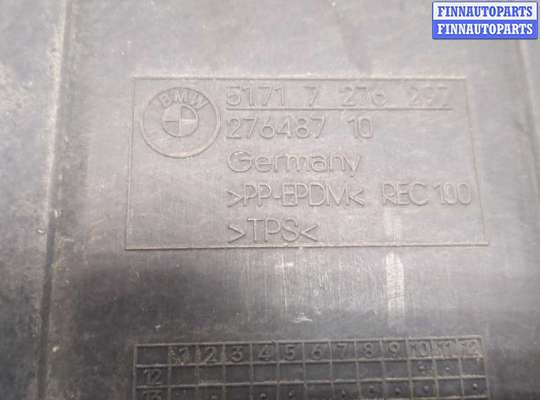 FINNAUTOPARTS
FINNAUTOPARTS
BMW
5171 7 276 297
276487 10
Germany
>PP-EPDM< REC 100
>TPS<
1 2 3 4 5 6 7 8 9 10 11 12
12
13